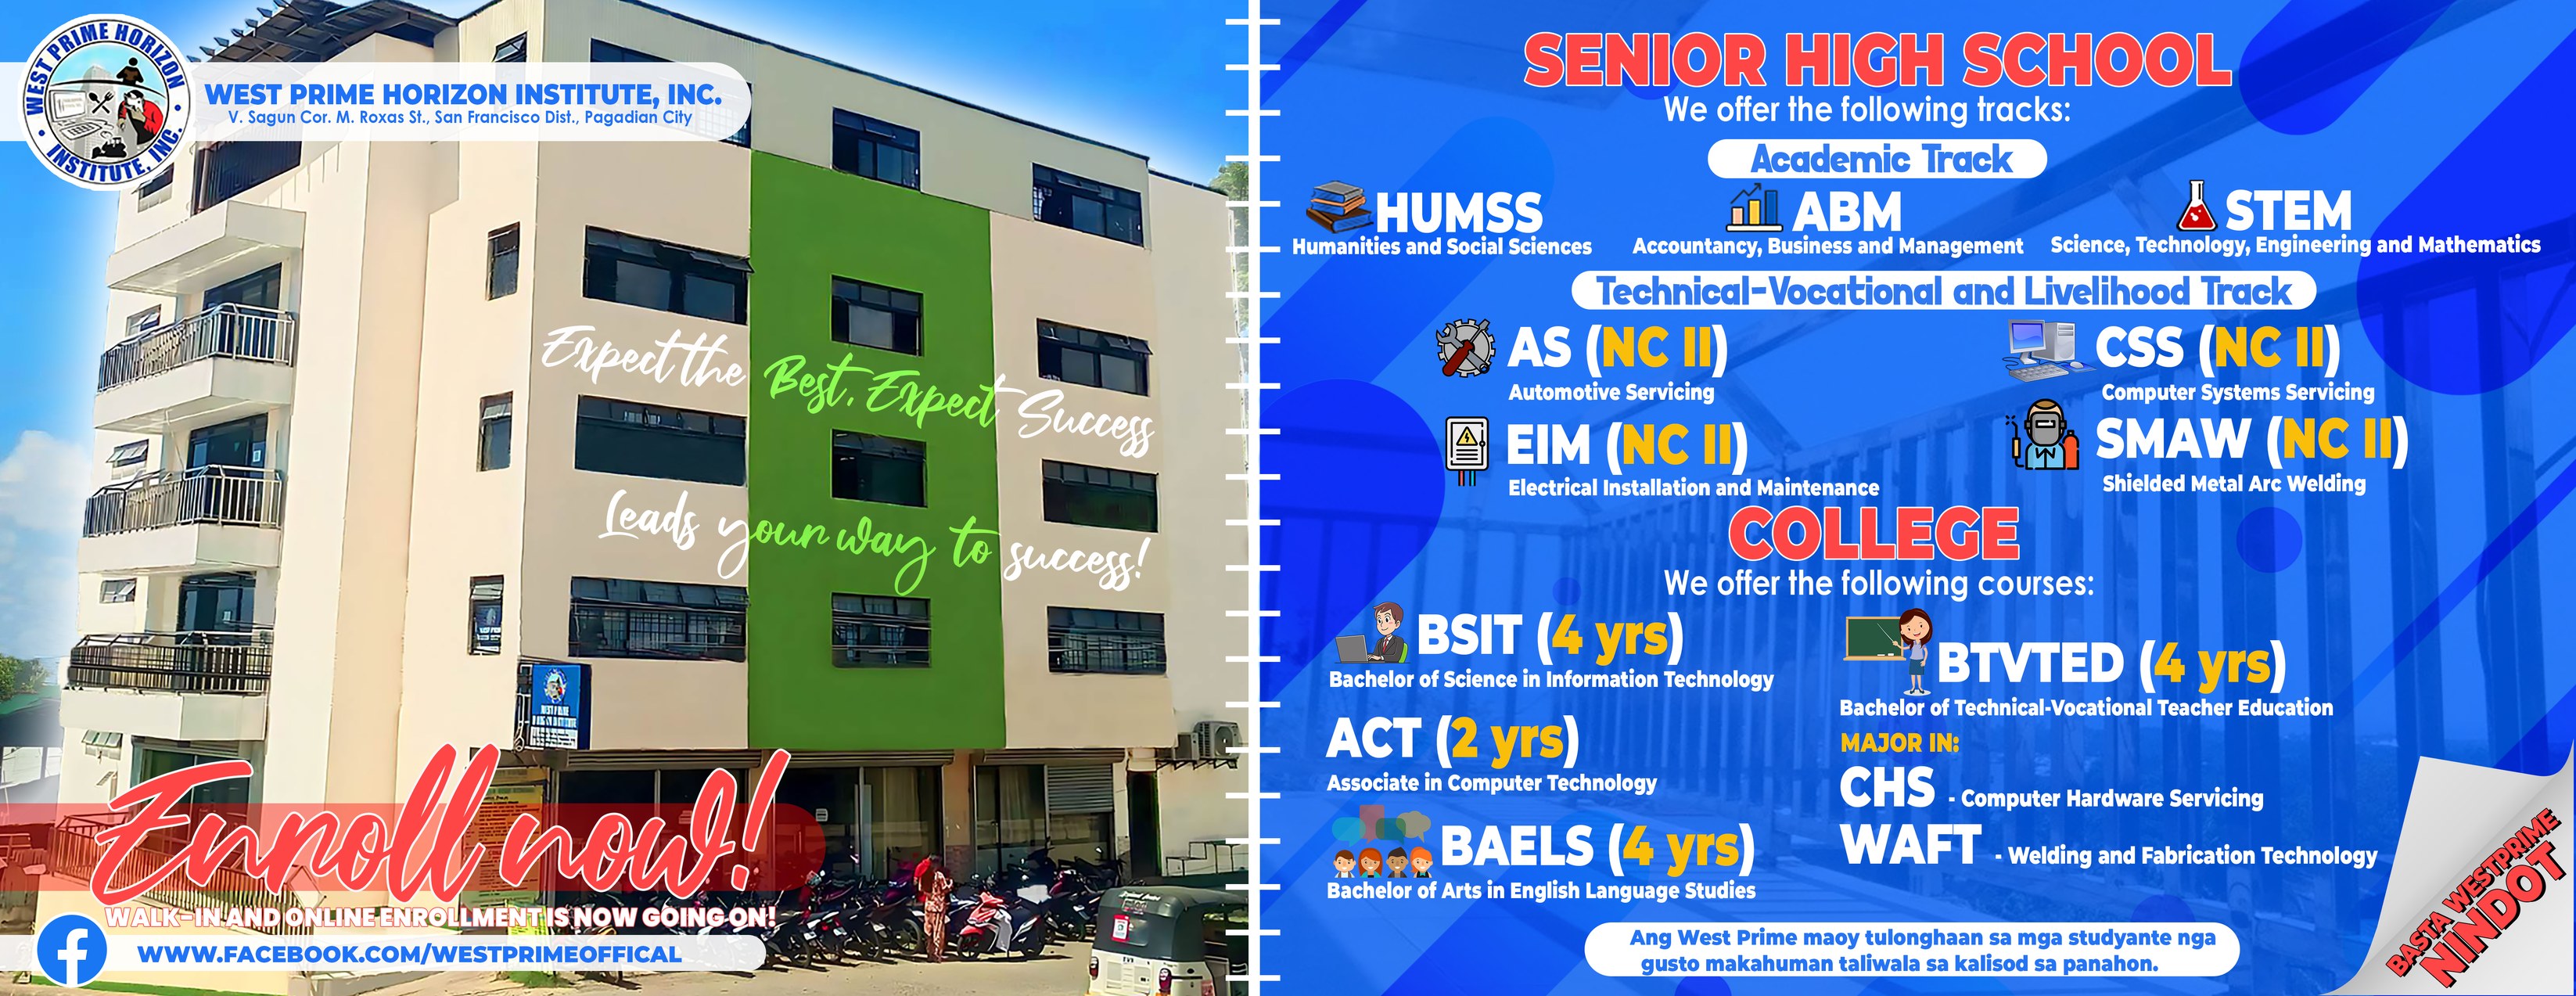 WEST PRIME HORIZON
INSTITUTE, INC.
WEST PRIME HORIZON INSTITUTE, INC.
V. Sagun Cor. M. Roxas St., San Francisco Dist., Pagadian City
Expect the Best, Expect Success
Leads your way to success!
WEST PRIME
HORIZON INSTITUTE
Enroll now!
WALK-IN AND ONLINE ENROLLMENT IS NOW GOING ON!
WWW.FACEBOOK.COM/WESTPRIMEOFFICAL
SENIOR HIGH SCHOOL
We offer the following tracks:
Academic Track
HUMSS
Humanities and Social Sciences
ABM
Accountancy, Business and Management
STEM
Science, Technology, Engineering and Mathematics
Technical-Vocational and Livelihood Track
AS (NC II)
Automotive Servicing
CSS (NC II)
Computer Systems Servicing
EIM (NC II)
Electrical Installation and Maintenance
SMAW (NC II)
Shielded Metal Arc Welding
COLLEGE
We offer the following courses:
BSIT (4 yrs)
Bachelor of Science in Information Technology
ACT (2 yrs)
Associate in Computer Technology
BAELS (4 yrs)
Bachelor of Arts in English Language Studies
BTVTED (4 yrs)
Bachelor of Technical-Vocational Teacher Education
MAJOR IN:
CHS - Computer Hardware Servicing
WAFT - Welding and Fabrication Technology
Ang West Prime maoy tulonghaan sa mga studyante nga
gusto makahuman taliwala sa kalisod sa panahon.
BASTA WESTPRIME
NINDOT